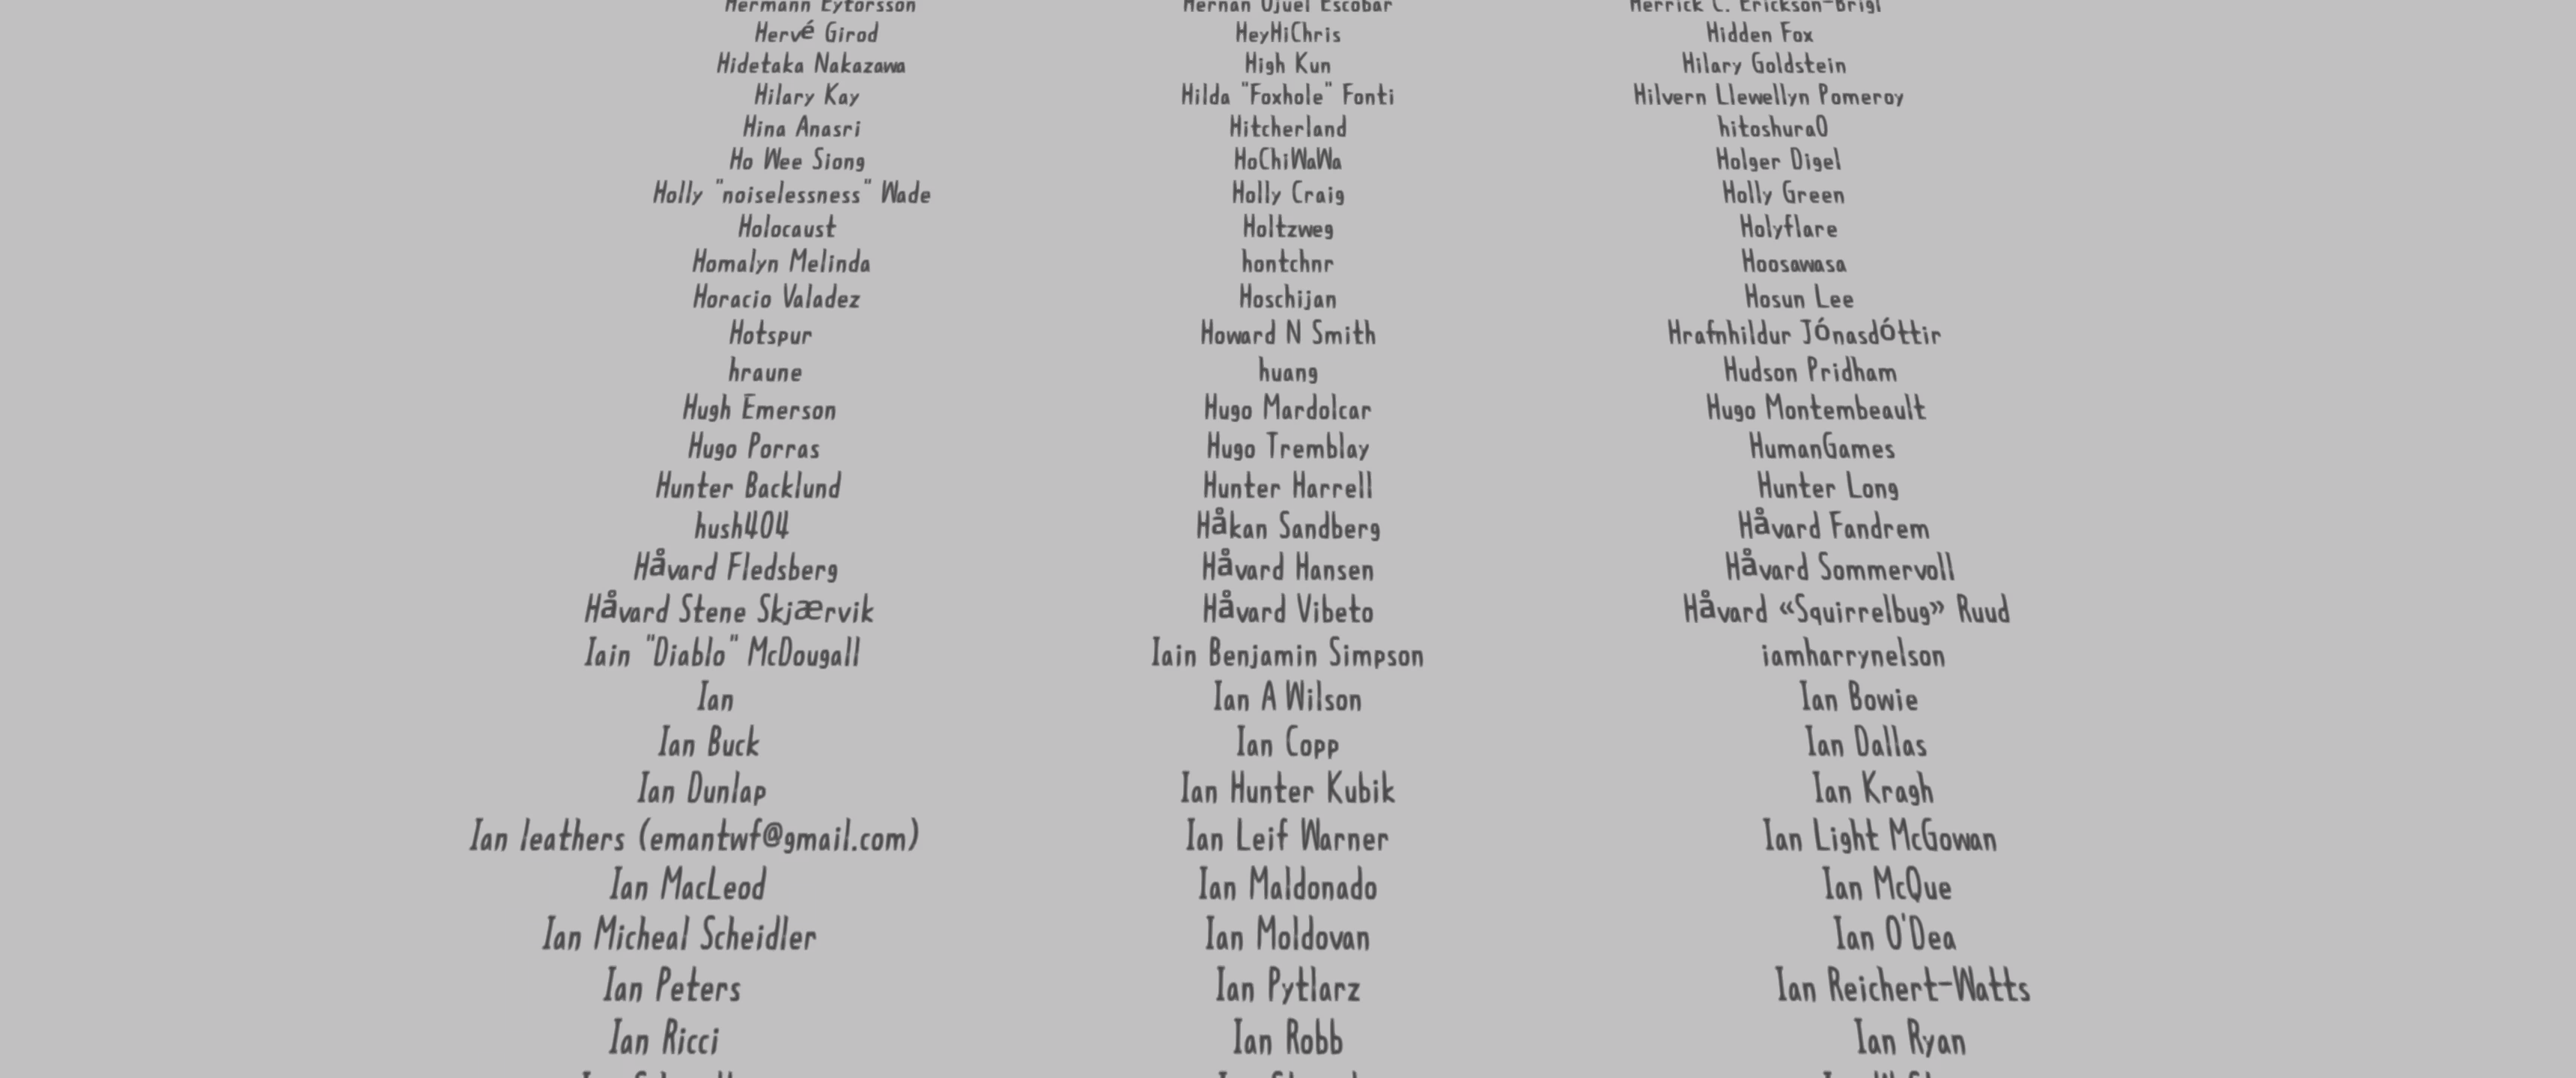 Hermann Eyþórsson Hernan Ojuel Escobar Herrick C. Erickson-Brigl
Hervé Girod HeyHiChris Hidden Fox
Hidetaka Nakazawa High Kun Hilary Goldstein
Hilary Kay Hilda "Foxhole" Fonti Hilvern Llewellyn Pomeroy
Hina Anasri Hitcherland hitoshura0
Ho Wee Siong HoChiWaWa Holger Digel
Holly "noiselessness" Wade Holly Craig Holly Green
Holocaust Holtzweg Holyflare
Homalyn Melinda hontchnr Hoosawasa
Horacio Valadez Hoschijan Hosun Lee
Hotspur Howard N Smith Hrafnhildur Jónasdóttir
hraune huang Hudson Pridham
Hugh Emerson Hugo Mardolcar Hugo Montembeault
Hugo Porras Hugo Tremblay HumanGames
Hunter Backlund Hunter Harrell Hunter Long
hush404 Håkan Sandberg Håvard Fandrem
Håvard Fledsberg Håvard Hansen Håvard Sommervoll
Håvard Stene Skjærvik Håvard Vibeto Håvard «Squirrelbug» Ruud
Iain "Diablo" McDougall Iain Benjamin Simpson iamharrynelson
Ian Ian A Wilson Ian Bowie
Ian Buck Ian Copp Ian Dallas
Ian Dunlap Ian Hunter Kubik Ian Kragh
Ian leathers (emantwf@gmail.com) Ian Leif Warner Ian Light McGowan
Ian MacLeod Ian Maldonado Ian McQue
Ian Micheal Scheidler Ian Moldovan Ian O'Dea
Ian Peters Ian Pytlarz Ian Reichert-Watts
Ian Ricci Ian Robb Ian Ryan